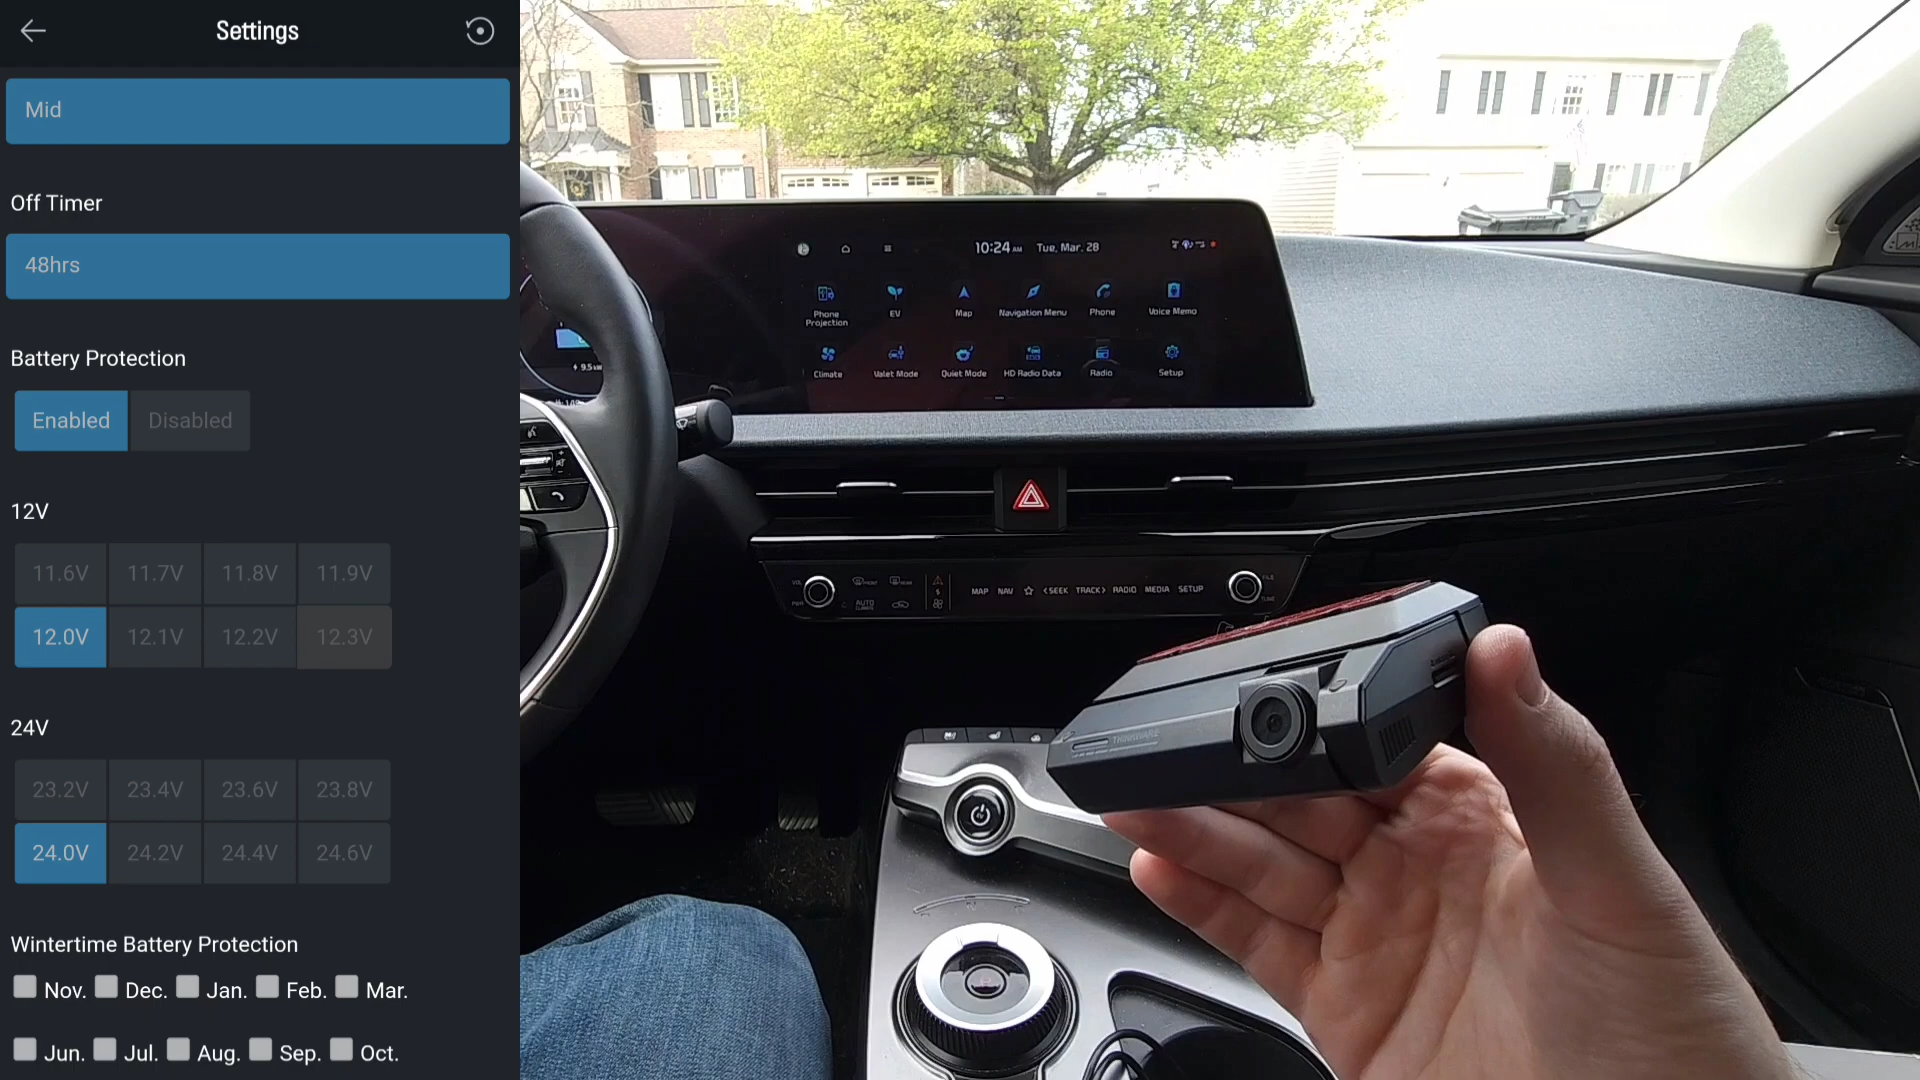 Settings
Mid
Off Timer
48hrs
Battery Protection
Enabled Disabled
12V
11.6V 11.7V 11.8V 11.9V
12.0V 12.1V 12.2V 12.3V
24V
23.2V 23.4V 23.6V 23.8V
24.0V 24.2V 24.4V 24.6V
Wintertime Battery Protection
Nov. Dec. Jan. Feb. Mar.
Jun. Jul. Aug. Sep. Oct.
10:24 AM Tue, Mar. 28
Phone Projection
EV
Map
Navigation Menu
Phone
Voice Memo
Climate
Valet Mode
Quiet Mode
HD Radio Data
Radio
Setup
AUTO
CLIMATE
MAP NAV <SEEK TRACK> RADIO MEDIA SETUP
THINKWARE